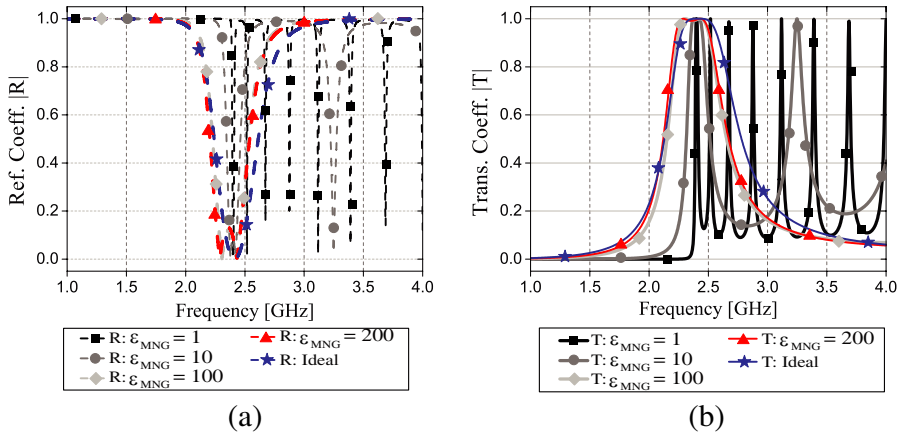 Ref. Coeff. |R|
1.0
0.8
0.6
0.4
0.2
0.0
1.0 1.5 2.0 2.5 3.0 3.5 4.0
Frequency [GHz]
R: εMNG = 1
R: εMNG = 10
R: εMNG = 100
R: εMNG = 200
R: Ideal
(a)
Trans. Coeff. |T|
1.0
0.8
0.6
0.4
0.2
0.0
1.0 1.5 2.0 2.5 3.0 3.5 4.0
Frequency [GHz]
T: εMNG = 1
T: εMNG = 10
T: εMNG = 100
T: εMNG = 200
T: Ideal
(b)